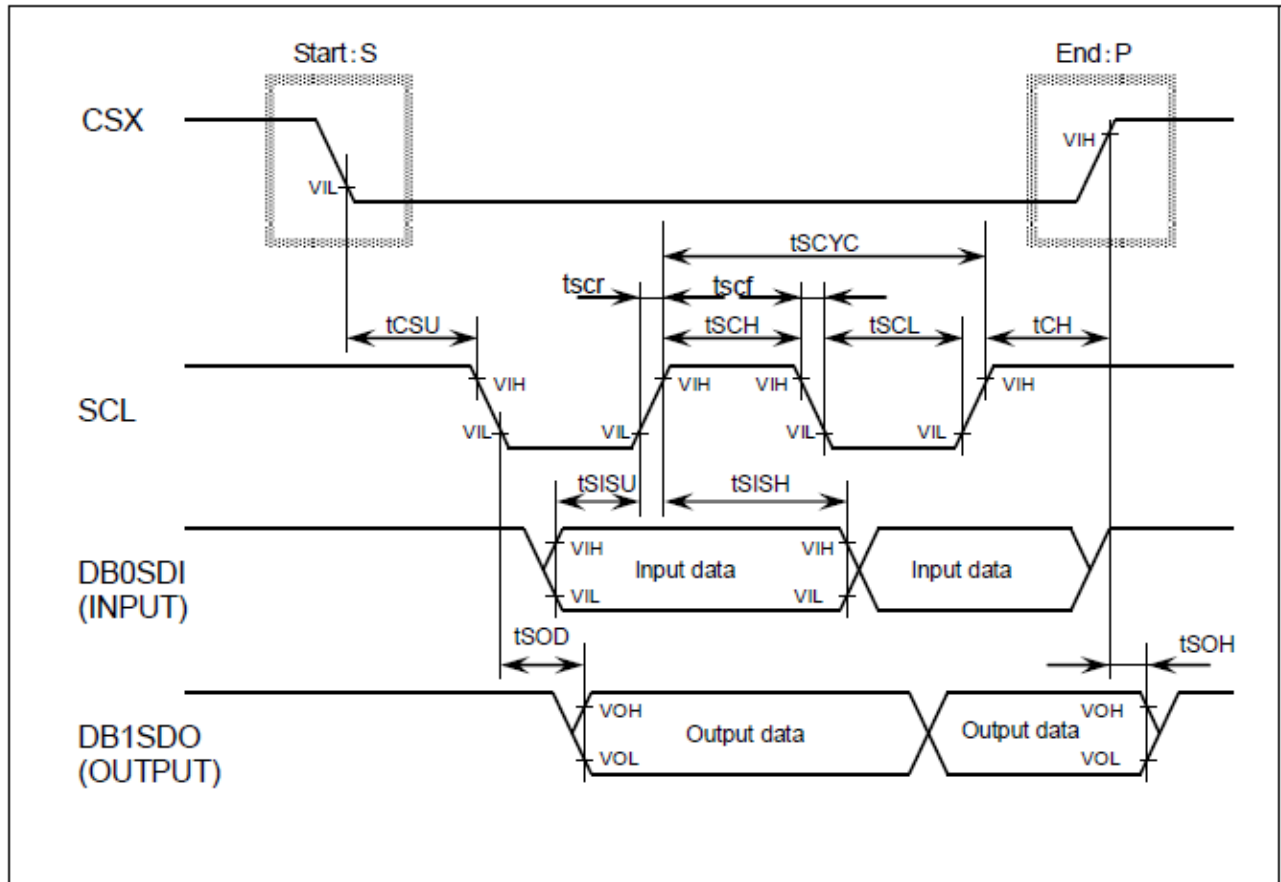 Start:S
End:P
CSX
VIH
VIL
tSCYC
tscr
tscf
tCSU
tSCH
tSCL
tCH
SCL
VIH
VIH
VIH
VIH
VIL
VIL
VIL
VIL
tSISU
tSISH
DB0SDI
(INPUT)
VIH
VIH
Input data
Input data
VIL
VIL
tSOD
tSOH
DB1SDO
(OUTPUT)
VOH
VOH
Output data
Output data
VOL
VOL